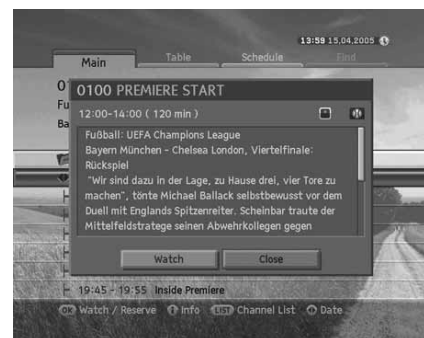 13:59 15.04.2005
Main Table Schedule Find
0100 PREMIERE START
12:00-14:00 ( 120 min )
Fußball: UEFA Champions League
Bayern München - Chelsea London, Viertelfinale:
Rückspiel
"Wir sind dazu in der Lage, zu Hause drei, vier Tore zu
machen", tönte Michael Ballack selbstbewusst vor dem
Duell mit Englands Spitzenreiter. Scheinbar traute der
Mittelfeldstratege seinen Abwehrkollegen gegen
Watch Close
19:45 - 19:55 Inside Premiere
OK Watch / Reserve i Info LIST Channel List Date